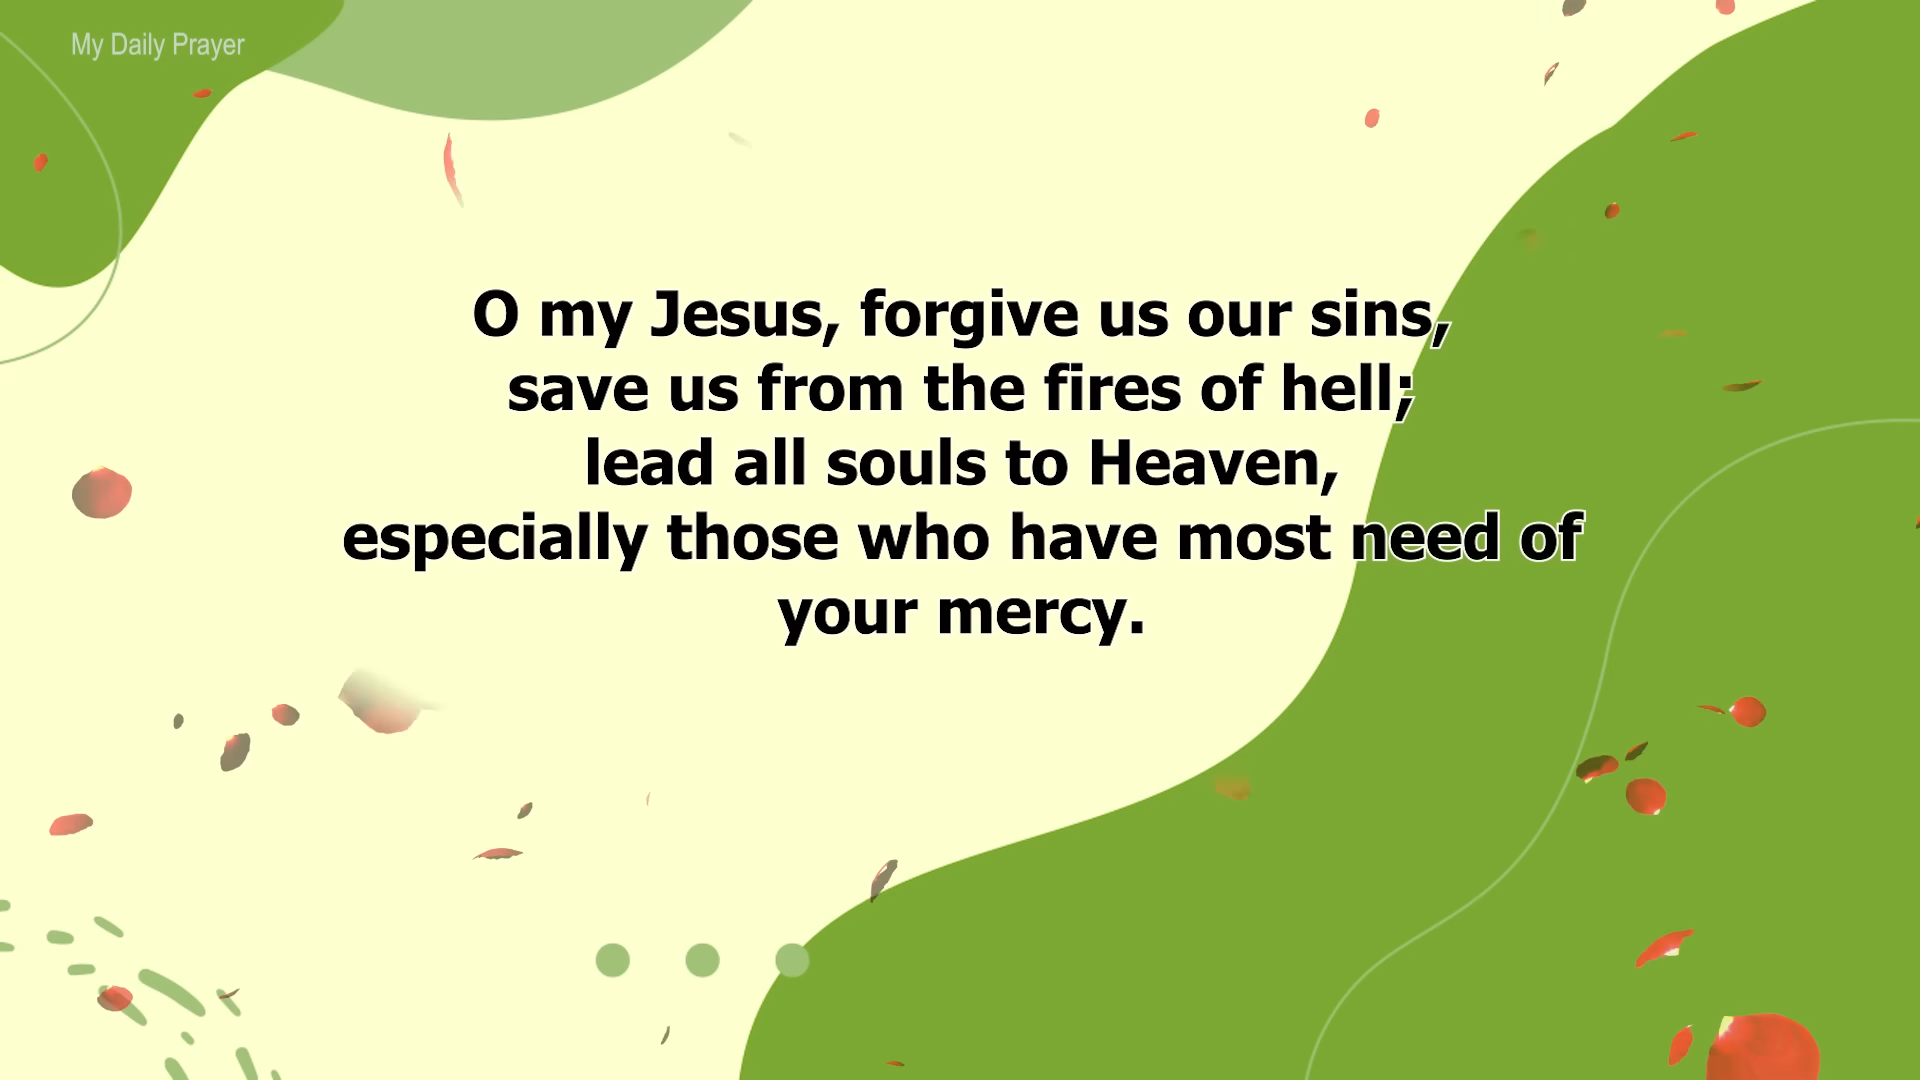 My Daily Prayer
O my Jesus, forgive us our sins,
save us from the fires of hell;
lead all souls to Heaven,
especially those who have most need of
your mercy.